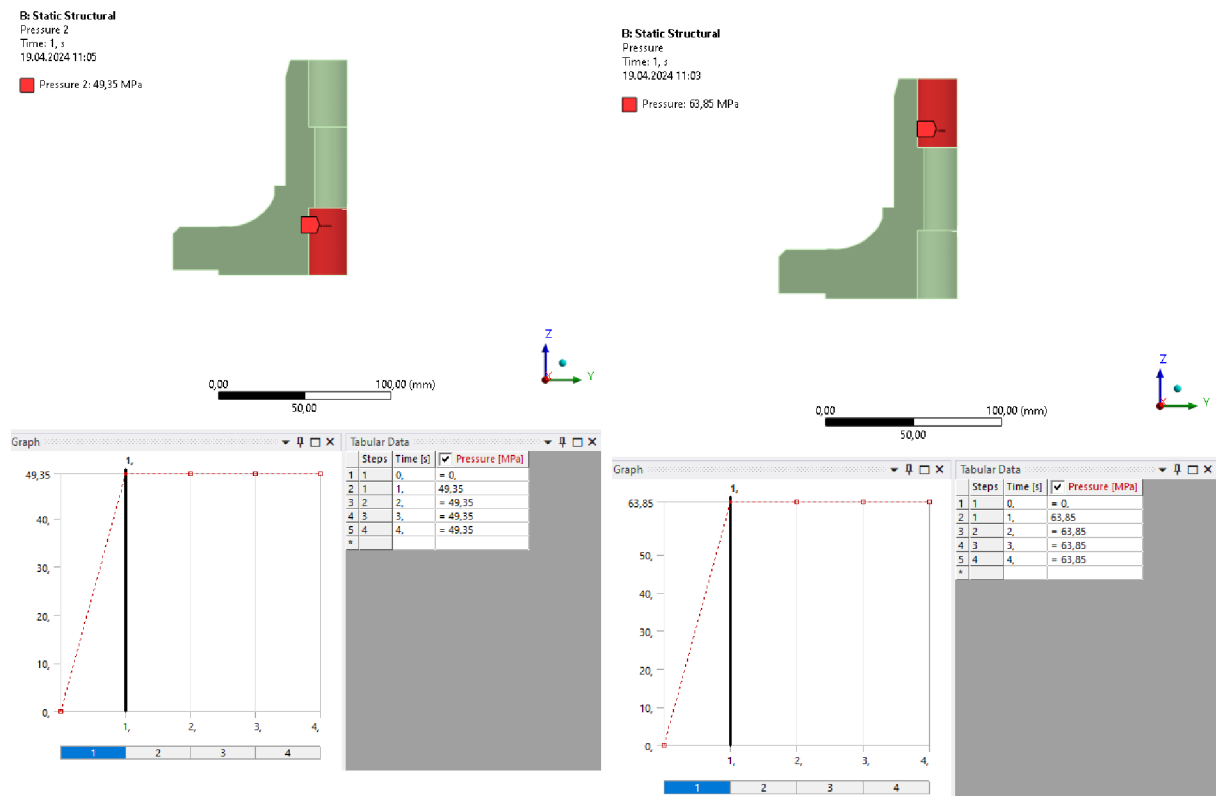 B: Static Structural
Pressure 2
Time: 1, s
19.04.2024 11:05
Pressure 2: 49,35 MPa
Z
Y
X
0,00
100,00 (mm)
50,00
Graph
1,
49,35
40,
30,
20,
10,
0,
1,
2,
3,
4,
1 2 3 4
Tabular Data
Steps Time [s] Pressure [MPa]
1 1 0, = 0,
2 1 1, 49,35
3 2 2, = 49,35
4 3 3, = 49,35
5 4 4, = 49,35
*
B: Static Structural
Pressure
Time: 1, s
19.04.2024 11:03
Pressure: 63,85 MPa
Z
Y
X
0,00
100,00 (mm)
50,00
Graph
1,
63,85
50,
40,
30,
20,
10,
0,
1,
2,
3,
4,
1 2 3 4
Tabular Data
Steps Time [s] Pressure [MPa]
1 1 0, = 0,
2 1 1, 63,85
3 2 2, = 63,85
4 3 3, = 63,85
5 4 4, = 63,85
*